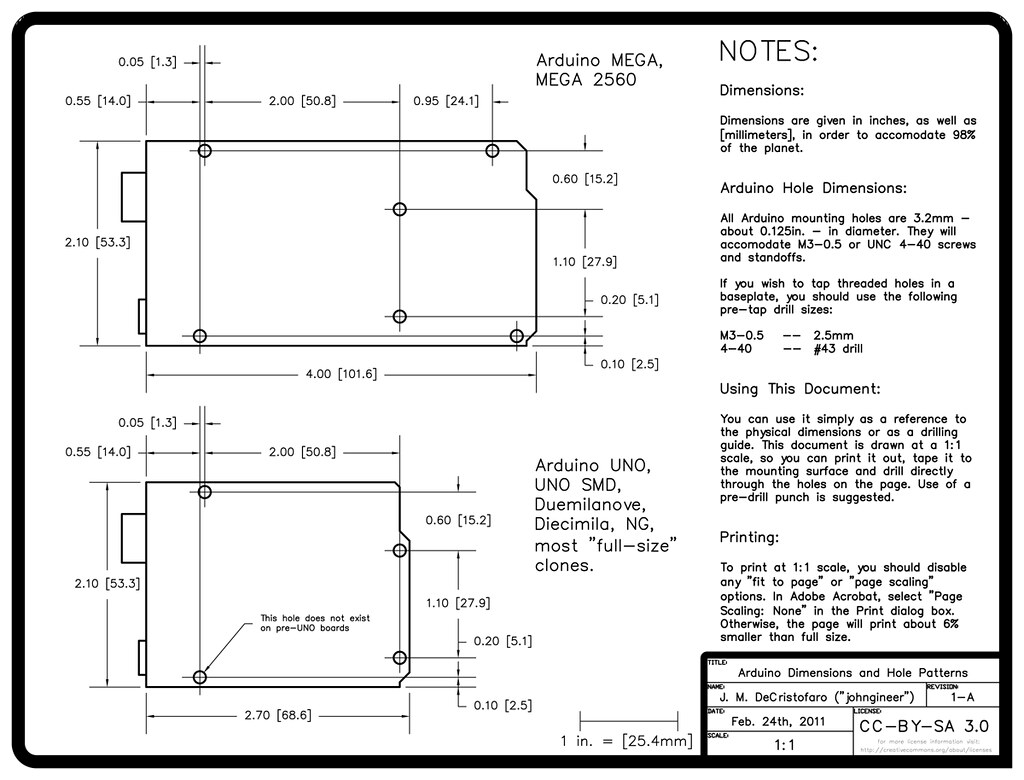 0.05 [1.3]
0.55 [14.0]
2.00 [50.8]
0.95 [24.1]
Arduino MEGA,
MEGA 2560
0.60 [15.2]
2.10 [53.3]
1.10 [27.9]
0.20 [5.1]
0.10 [2.5]
4.00 [101.6]
0.05 [1.3]
0.55 [14.0]
2.00 [50.8]
Arduino UNO,
UNO SMD,
Duemilanove,
Diecimila, NG,
most "full-size"
clones.
0.60 [15.2]
2.10 [53.3]
1.10 [27.9]
This hole does not exist
on pre-UNO boards
0.20 [5.1]
0.10 [2.5]
2.70 [68.6]
1 in. = [25.4mm]
NOTES:
Dimensions:
Dimensions are given in inches, as well as
[millimeters], in order to accomodate 98%
of the planet.
Arduino Hole Dimensions:
All Arduino mounting holes are 3.2mm -
about 0.125in. - in diameter. They will
accomodate M3-0.5 or UNC 4-40 screws
and standoffs.
If you wish to tap threaded holes in a
baseplate, you should use the following
pre-tap drill sizes:
M3-0.5 -- 2.5mm
4-40 -- #43 drill
Using This Document:
You can use it simply as a reference to
the physical dimensions or as a drilling
guide. This document is drawn at a 1:1
scale, so you can print it out, tape it to
the mounting surface and drill directly
through the holes on the page. Use of a
pre-drill punch is suggested.
Printing:
To print at 1:1 scale, you should disable
any "fit to page" or "page scaling"
options. In Adobe Acrobat, select "Page
Scaling: None" in the Print dialog box.
Otherwise, the page will print about 6%
smaller than full size.
TITLE:
Arduino Dimensions and Hole Patterns
NAME:
J. M. DeCristofaro ("johngineer")
REVISION:
1-A
DATE:
Feb. 24th, 2011
LICENSE:
CC-BY-SA 3.0
for more license information visit:
http://creativecommons.org/about/licenses
SCALE:
1:1